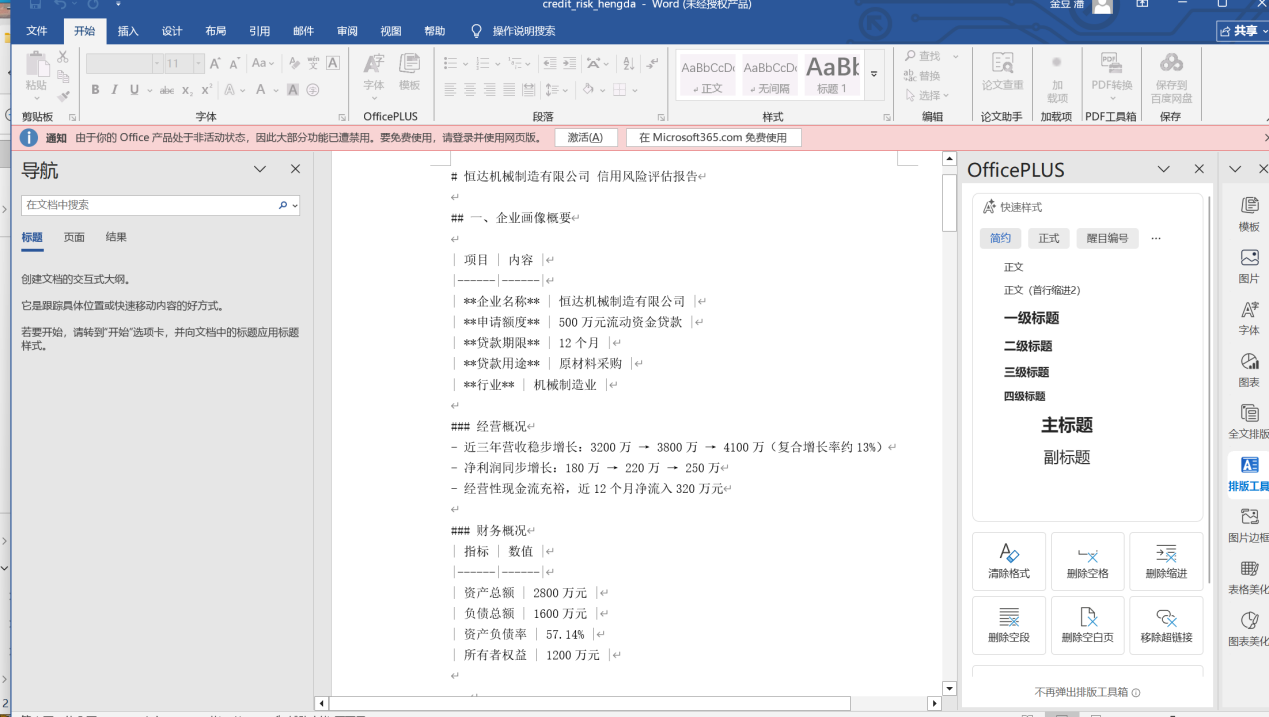 credit_risk_hengda - Word (未经授权产品)
金豆 潘
文件 开始 插入 设计 布局 引用 邮件 审阅 视图 帮助 操作说明搜索 共享
粘贴
剪贴板
11
A A Aa wén 文 A
B I U abc X₂ X² A A A 字
字体
字体 模板
OfficePLUS
段落
AaBbCcDc AaBbCcDc AaBb
正文 无间隔 标题 1
样式
查找
替换
选择
编辑
论文查重
论文助手
加载项
加载项
PDF转换
PDF工具箱
保存到百度网盘
保存
通知 由于你的 Office 产品处于非活动状态，因此大部分功能已遭禁用。要免费使用，请登录并使用网页版。 激活(A) 在 Microsoft365.com 免费使用
导航
在文档中搜索
标题 页面 结果
创建文档的交互式大纲。
它是跟踪具体位置或快速移动内容的好方式。
若要开始，请转到"开始"选项卡，并向文档中的标题应用标题
样式。
# 恒达机械制造有限公司 信用风险评估报告
## 一、企业画像概要
| 项目 | 内容 |
|------|------|
| **企业名称** | 恒达机械制造有限公司 |
| **申请额度** | 500 万元流动资金贷款 |
| **贷款期限** | 12 个月 |
| **贷款用途** | 原材料采购 |
| **行业** | 机械制造业 |
### 经营概况
- 近三年营收稳步增长：3200 万 → 3800 万 → 4100 万（复合增长率约 13%）
- 净利润同步增长：180 万 → 220 万 → 250 万
- 经营性现金流充裕，近 12 个月净流入 320 万元
### 财务概况
| 指标 | 数值 |
|------|------|
| 资产总额 | 2800 万元 |
| 负债总额 | 1600 万元 |
| 资产负债率 | 57.14% |
| 所有者权益 | 1200 万元 |
OfficePLUS
快速样式
简约 正式 醒目编号 ...
正文
正文（首行缩进2）
一级标题
二级标题
三级标题
四级标题
主标题
副标题
清除格式 删除空格 删除缩进
删除空段 删除空白页 移除超链接
不再弹出排版工具箱
模板
图片
字体
图表
全文排版
排版工具
图片边框
表格美化
图表美化